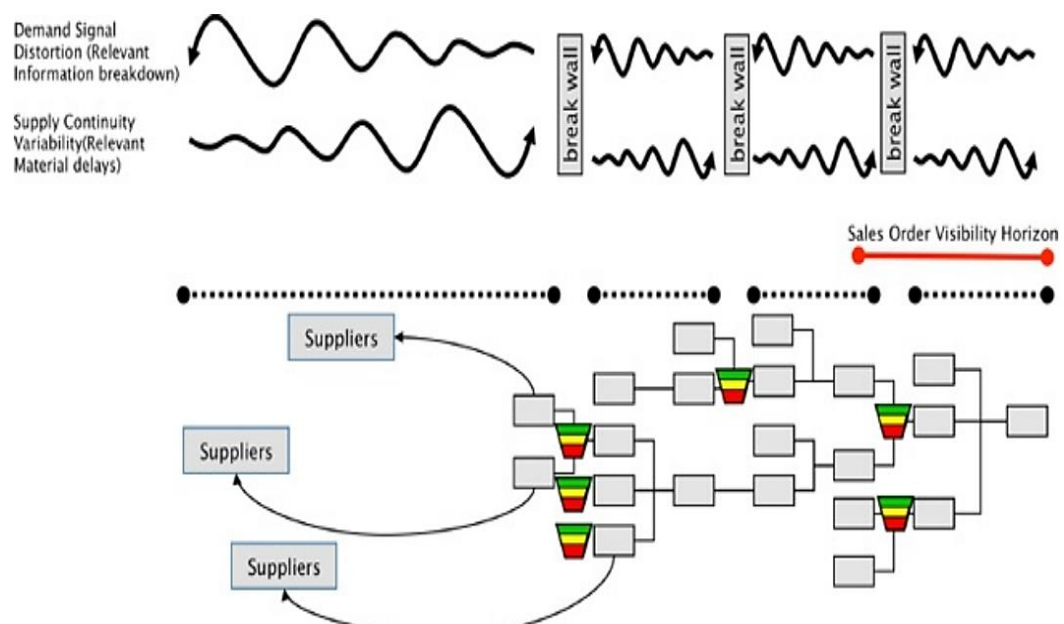 Demand Signal
Distortion (Relevant
Information breakdown)
Supply Continuity
Variability(Relevant
Material delays)
break wall
break wall
break wall
Sales Order Visibility Horizon
Suppliers
Suppliers
Suppliers